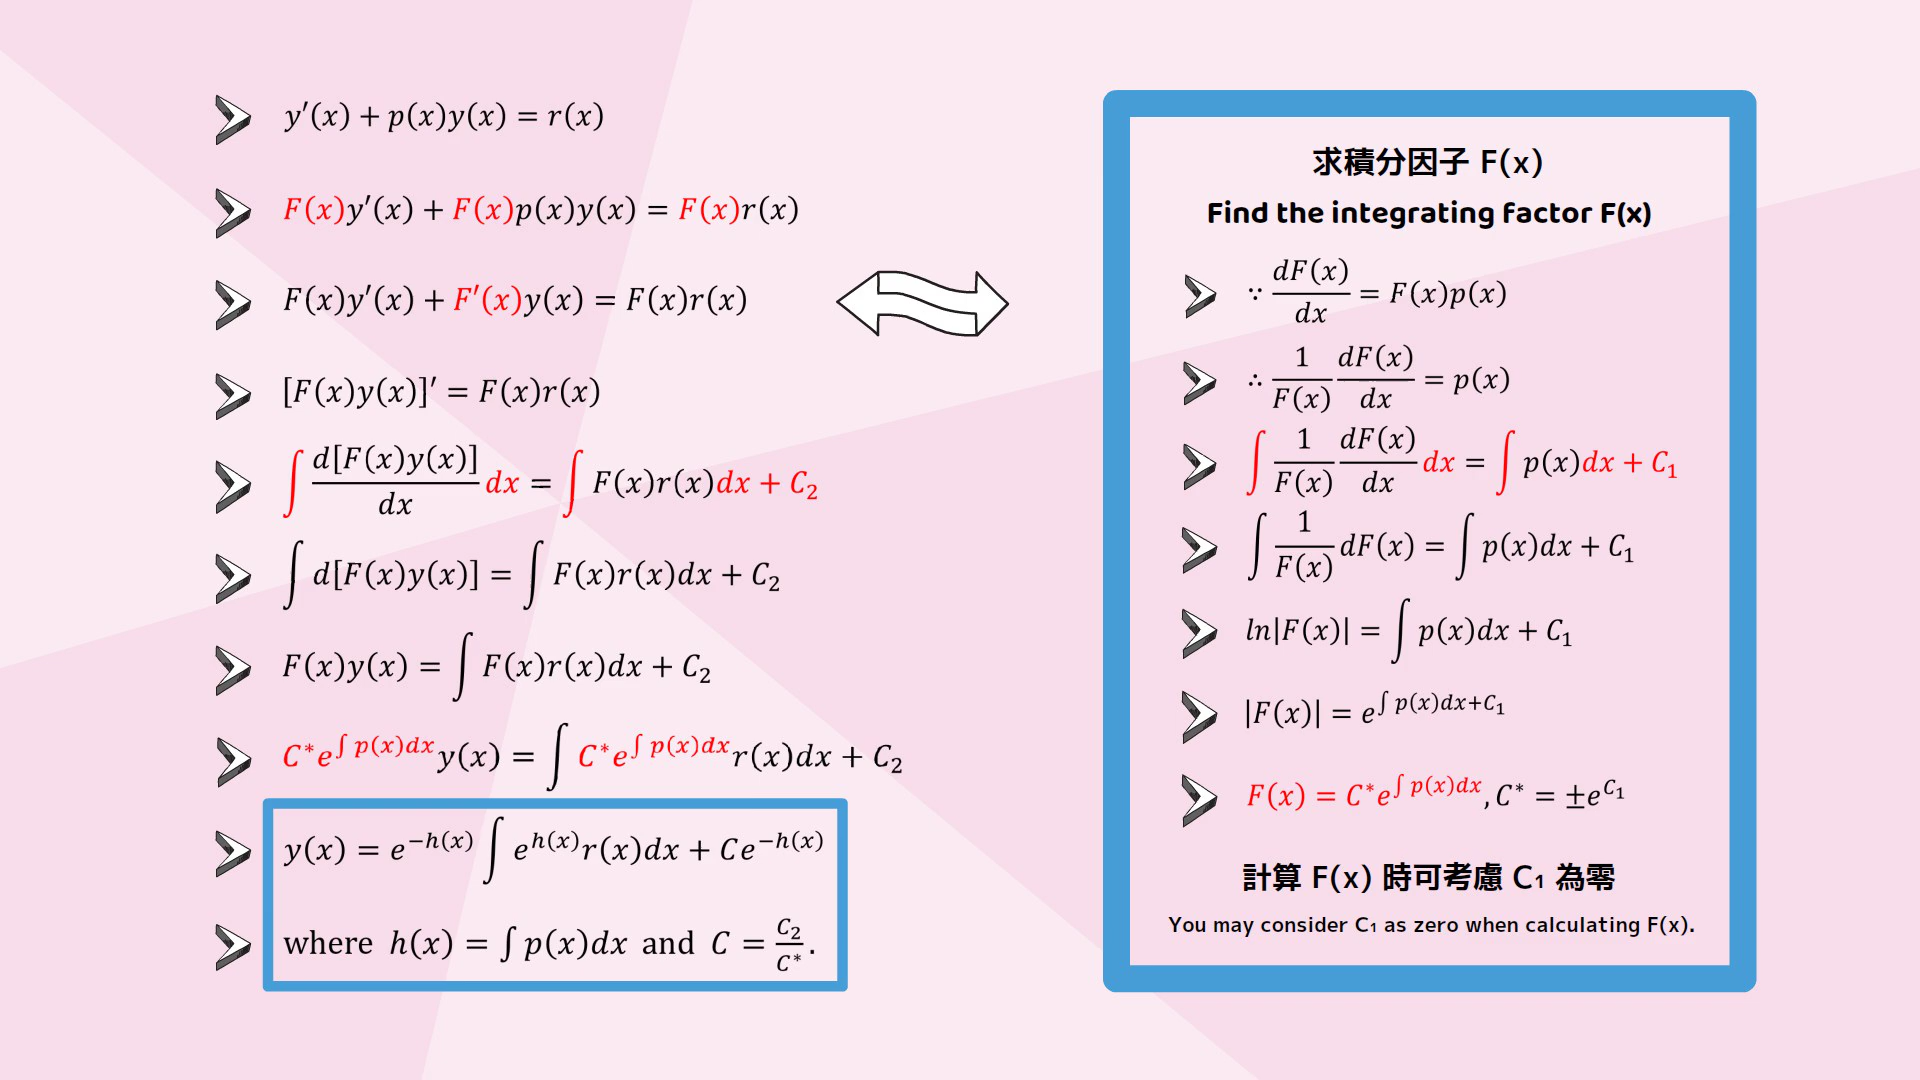 y′(x) + p(x)y(x) = r(x)
F(x)y′(x) + F(x)p(x)y(x) = F(x)r(x)
F(x)y′(x) + F′(x)y(x) = F(x)r(x)
[F(x)y(x)]′ = F(x)r(x)
∫ d[F(x)y(x)]/dx dx = ∫ F(x)r(x)dx + C₂
∫ d[F(x)y(x)] = ∫ F(x)r(x)dx + C₂
F(x)y(x) = ∫ F(x)r(x)dx + C₂
C*e^{∫ p(x)dx}y(x) = ∫ C*e^{∫ p(x)dx}r(x)dx + C₂
y(x) = e^{−h(x)} ∫ e^{h(x)}r(x)dx + Ce^{−h(x)}
where h(x) = ∫ p(x)dx and C = C₂/C*.
求積分因子 F(x)
Find the integrating factor F(x)
∵ dF(x)/dx = F(x)p(x)
∴ 1/F(x) dF(x)/dx = p(x)
∫ 1/F(x) dF(x)/dx dx = ∫ p(x)dx + C₁
∫ 1/F(x) dF(x) = ∫ p(x)dx + C₁
ln|F(x)| = ∫ p(x)dx + C₁
|F(x)| = e^{∫ p(x)dx+C₁}
F(x) = C*e^{∫ p(x)dx}, C* = ±e^{C₁}
計算 F(x) 時可考慮 C₁ 為零
You may consider C₁ as zero when calculating F(x).